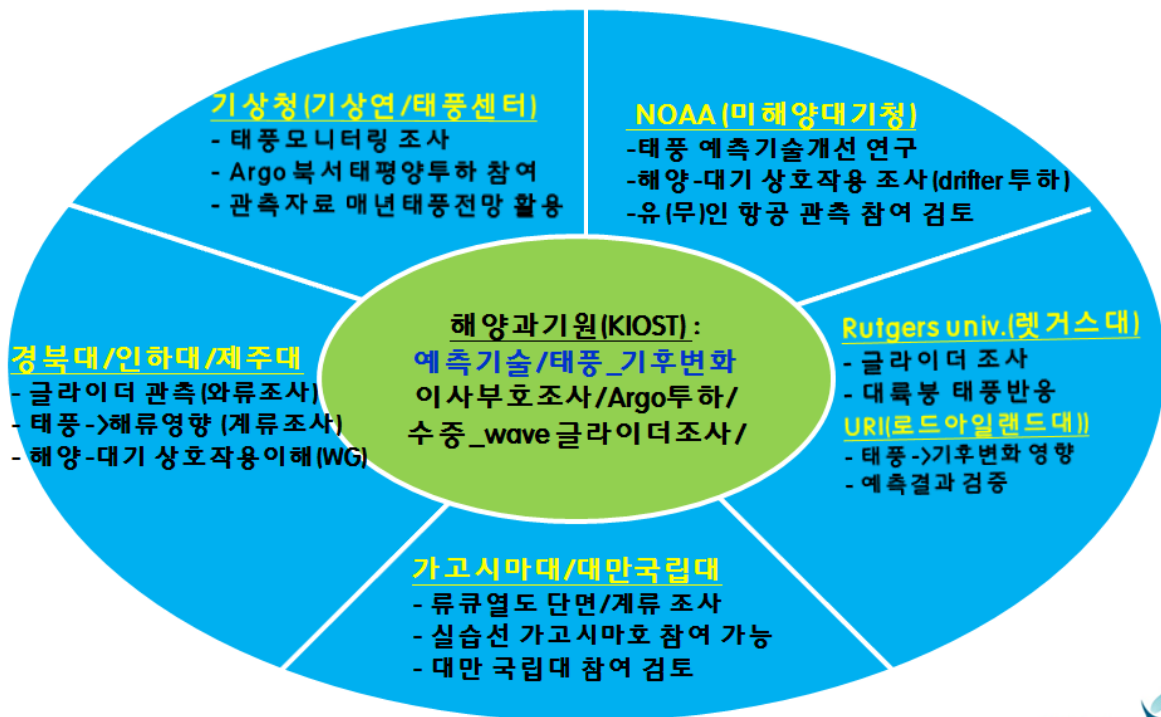 기상청(기상연/태풍센터)
- 태풍모니터링 조사
- Argo 북서태평양투하 참여
- 관측자료 매년태풍전망 활용
NOAA (미해양대기청)
-태풍 예측기술개선 연구
-해양-대기 상호작용 조사(drifter 투하)
-유(무)인 항공 관측 참여 검토
해양과기원(KIOST) :
예측기술/태풍_기후변화
이사부호조사/Argo투하/
수중_wave 글라이더조사/
경북대/인하대/제주대
- 글라이더 관측(와류조사)
- 태풍->해류영향 (계류조사)
- 해양-대기 상호작용이해(WG)
Rutgers univ.(렛거스대)
- 글라이더 조사
- 대륙붕 태풍반응
URI(로드아일랜드대))
- 태풍->기후변화 영향
- 예측결과 검증
가고시마대/대만국립대
- 류큐열도 단면/계류 조사
- 실습선 가고시마호 참여 가능
- 대만 국립대 참여 검토